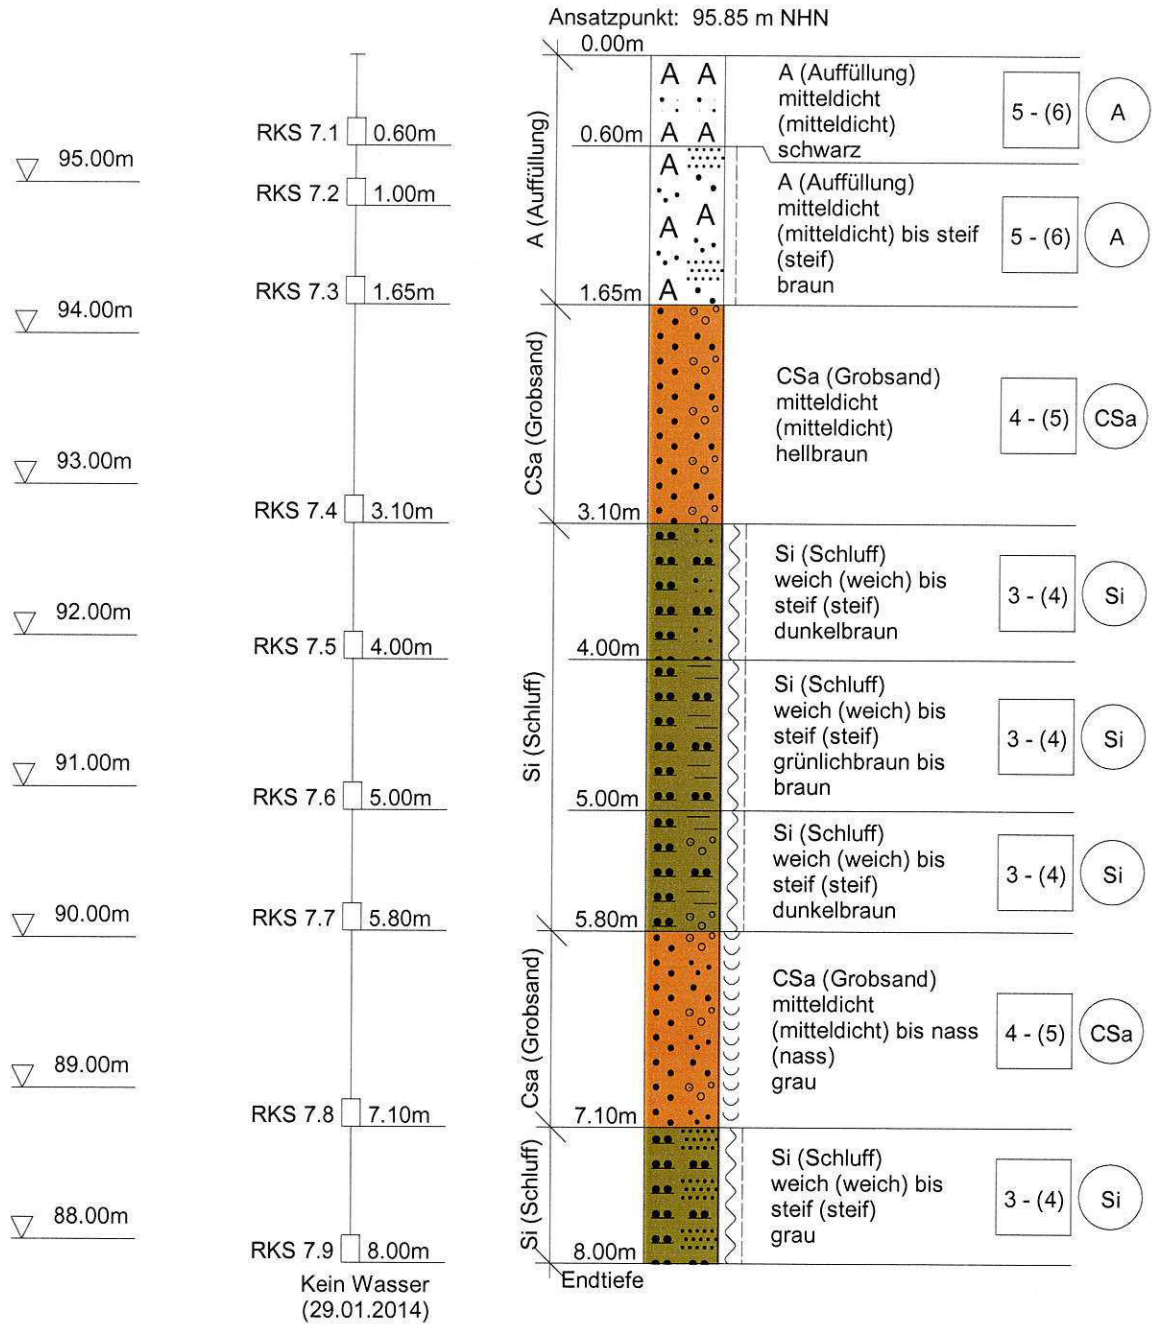 Ansatzpunkt: 95.85 m NHN
95.00m
94.00m
93.00m
92.00m
91.00m
90.00m
89.00m
88.00m
RKS 7.1 0.60m
RKS 7.2 1.00m
RKS 7.3 1.65m
RKS 7.4 3.10m
RKS 7.5 4.00m
RKS 7.6 5.00m
RKS 7.7 5.80m
RKS 7.8 7.10m
RKS 7.9 8.00m
Kein Wasser
(29.01.2014)
A (Auffüllung)
CSa (Grobsand)
Si (Schluff)
Csa (Grobsand)
Si (Schluff)
0.00m
0.60m
1.65m
3.10m
4.00m
5.00m
5.80m
7.10m
8.00m
Endtiefe
A A
A A
A
A
A
A
A (Auffüllung)
mitteldicht
(mitteldicht)
schwarz
5 - (6) A
A (Auffüllung)
mitteldicht
(mitteldicht) bis steif
(steif)
braun
5 - (6) A
CSa (Grobsand)
mitteldicht
(mitteldicht)
hellbraun
4 - (5) CSa
Si (Schluff)
weich (weich) bis
steif (steif)
dunkelbraun
3 - (4) Si
Si (Schluff)
weich (weich) bis
steif (steif)
grünlichbraun bis
braun
3 - (4) Si
Si (Schluff)
weich (weich) bis
steif (steif)
dunkelbraun
3 - (4) Si
CSa (Grobsand)
mitteldicht
(mitteldicht) bis nass
(nass)
grau
4 - (5) CSa
Si (Schluff)
weich (weich) bis
steif (steif)
grau
3 - (4) Si